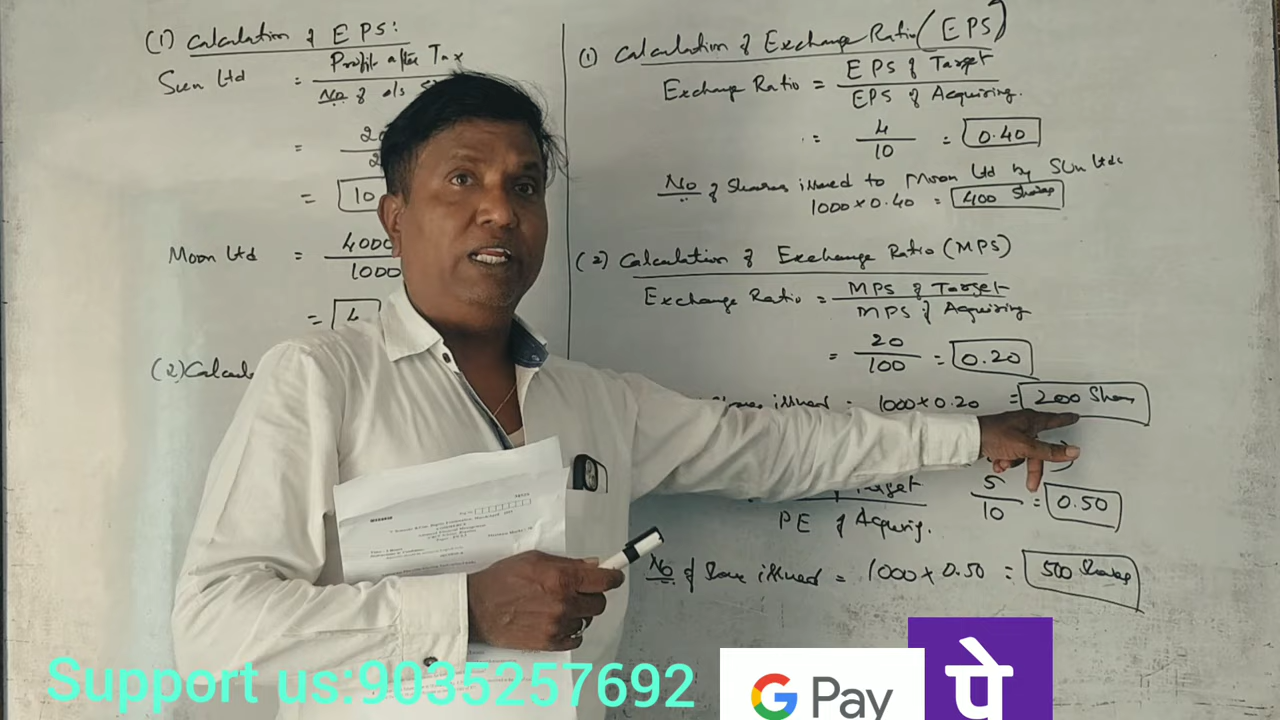 (1) Calculation of EPS:
Sun Ltd = Profit after Tax
No of o/s
=
= 10
Moon Ltd = 4000
1000
= 4
(2) Calcula
(1) Calculation of Exchange Ratio (EPS)
Exchange Ratio = EPS of Target
EPS of Acquiring.
= 4
10 = 0.40
No of Shares issued to Moon Ltd by Sun Ltd.
1000 x 0.40 = 400 Shares
(2) Calculation of Exchange Ratio (MPS)
Exchange Ratio = MPS of Target
MPS of Acquiring
= 20
100 = 0.20
issued = 1000 x 0.20 = 200 Shares
Target 5
PE of Acquring. 10 = 0.50
No of Share issued = 1000 x 0.50 = 500 Shares
Support us:9035257692
G Pay
पे